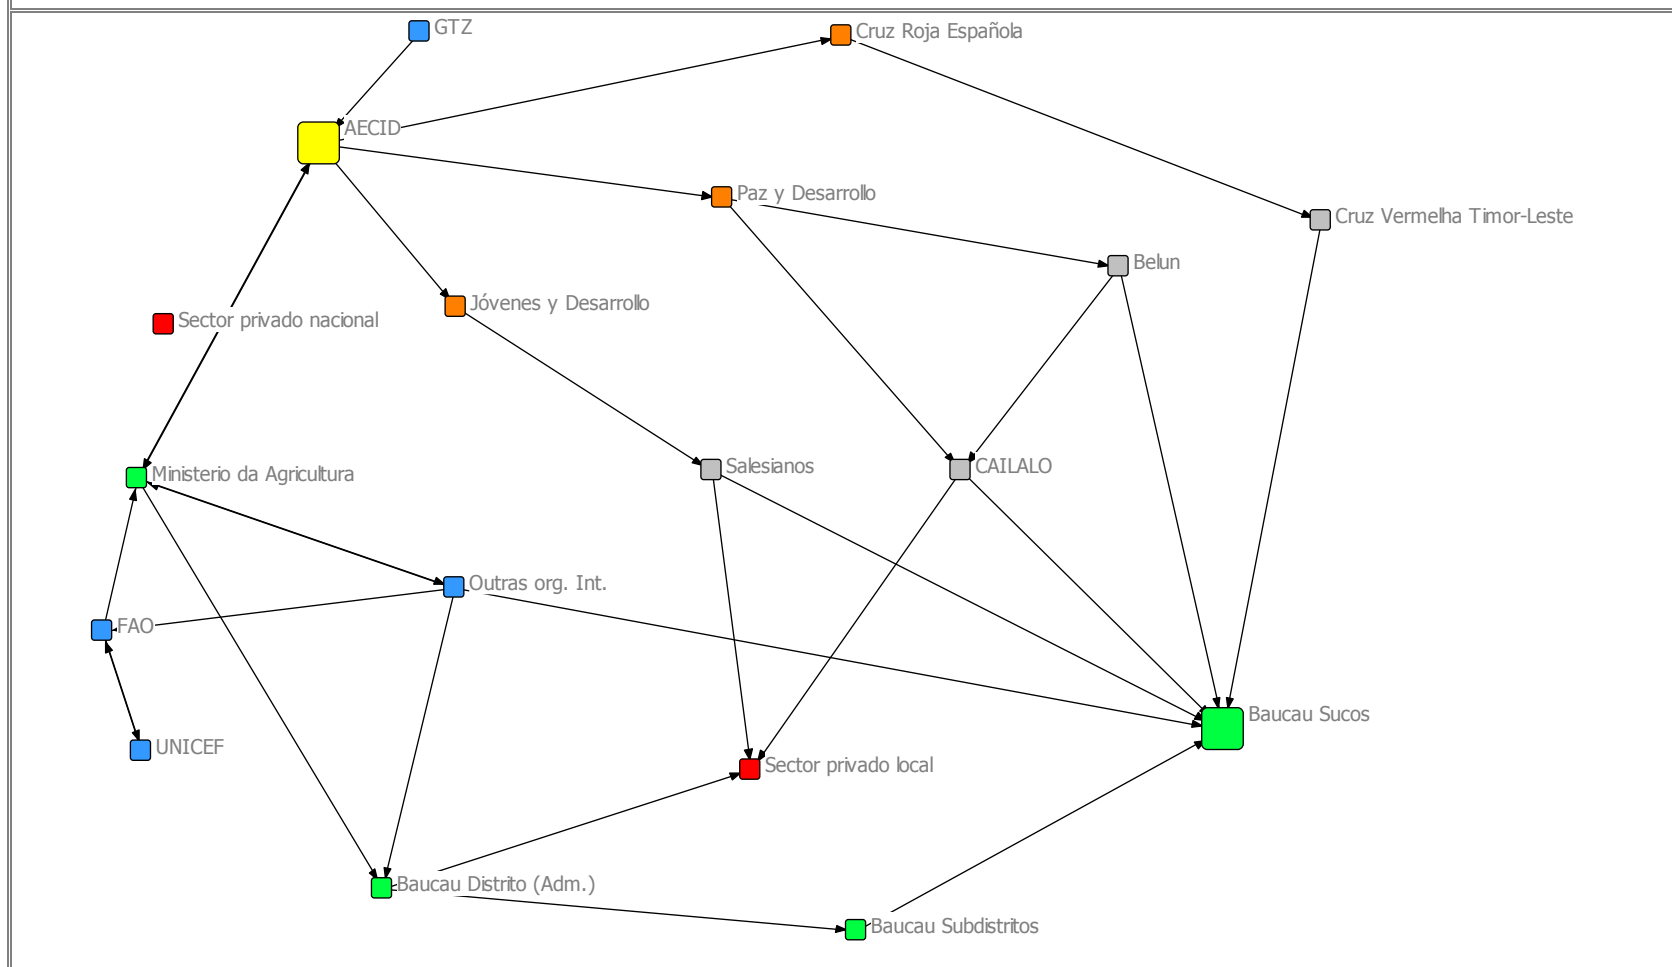 GTZ
Cruz Roja Española
AECID
Paz y Desarrollo
Cruz Vermelha Timor-Leste
Belun
Jóvenes y Desarrollo
Sector privado nacional
Ministerio da Agricultura
Salesianos
CAILALO
Outras org. Int.
FAO
Baucau Sucos
UNICEF
Sector privado local
Baucau Distrito (Adm.)
Baucau Subdistritos